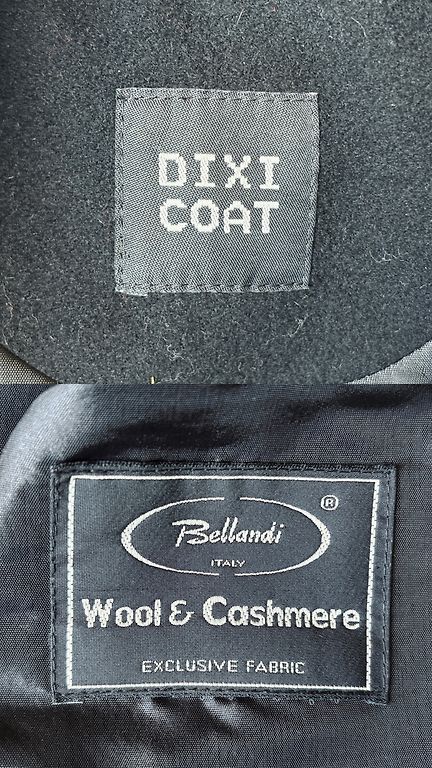 DIXI
COAT
®
Bellandi
ITALY
Wool & Cashmere
EXCLUSIVE FABRIC